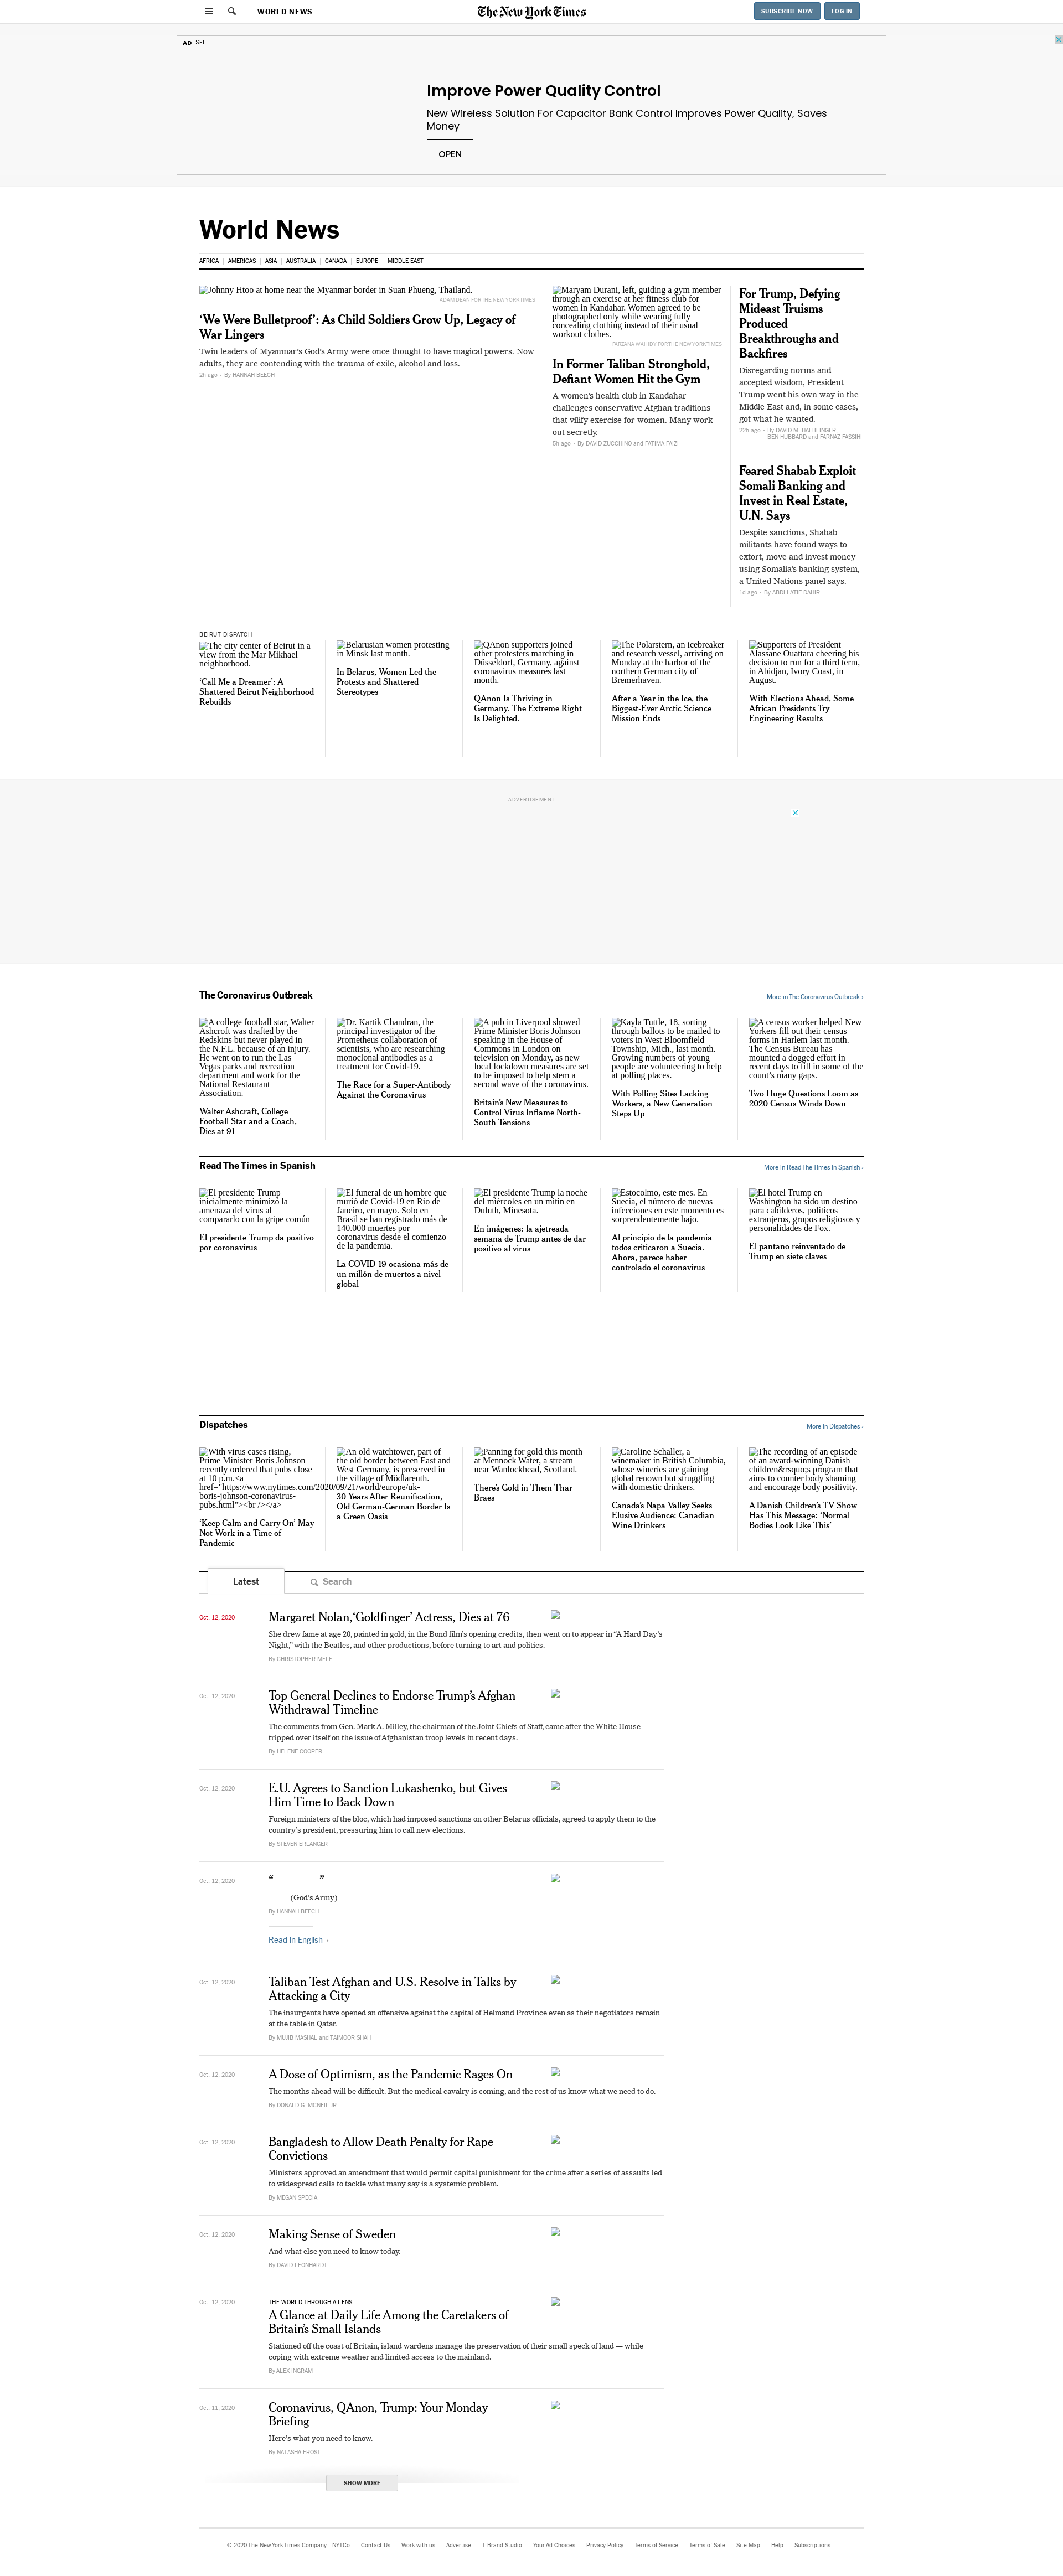 WORLD NEWS
The New York Times
SUBSCRIBE NOW
LOG IN
AD SEL
Improve Power Quality Control
New Wireless Solution For Capacitor Bank Control Improves Power Quality, Saves
Money
OPEN
World News
AFRICA AMERICAS ASIA AUSTRALIA CANADA EUROPE MIDDLE EAST
Johnny Htoo at home near the Myanmar border in Suan Phueng, Thailand.
ADAM DEAN FOR THE NEW YORK TIMES
‘We Were Bulletproof’: As Child Soldiers Grow Up, Legacy of
War Lingers
Twin leaders of Myanmar’s God’s Army were once thought to have magical powers. Now
adults, they are contending with the trauma of exile, alcohol and loss.
2h ago - By HANNAH BEECH
Maryam Durani, left, guiding a gym member
through an exercise at her fitness club for
women in Kandahar. Women agreed to be
photographed only while wearing fully
concealing clothing instead of their usual
workout clothes.
FARZANA WAHIDY FOR THE NEW YORK TIMES
In Former Taliban Stronghold,
Defiant Women Hit the Gym
A women’s health club in Kandahar
challenges conservative Afghan traditions
that vilify exercise for women. Many work
out secretly.
5h ago - By DAVID ZUCCHINO and FATIMA FAIZI
For Trump, Defying
Mideast Truisms
Produced
Breakthroughs and
Backfires
Disregarding norms and
accepted wisdom, President
Trump went his own way in the
Middle East and, in some cases,
got what he wanted.
22h ago - By DAVID M. HALBFINGER,
BEN HUBBARD and FARNAZ FASSIHI
Feared Shabab Exploit
Somali Banking and
Invest in Real Estate,
U.N. Says
Despite sanctions, Shabab
militants have found ways to
extort, move and invest money
using Somalia’s banking system,
a United Nations panel says.
1d ago - By ABDI LATIF DAHIR
BEIRUT DISPATCH
The city center of Beirut in a
view from the Mar Mikhael
neighborhood.
‘Call Me a Dreamer’: A
Shattered Beirut Neighborhood
Rebuilds
Belarusian women protesting
in Minsk last month.
In Belarus, Women Led the
Protests and Shattered
Stereotypes
QAnon supporters joined
other protesters marching in
Düsseldorf, Germany, against
coronavirus measures last
month.
QAnon Is Thriving in
Germany. The Extreme Right
Is Delighted.
The Polarstern, an icebreaker
and research vessel, arriving on
Monday at the harbor of the
northern German city of
Bremerhaven.
After a Year in the Ice, the
Biggest-Ever Arctic Science
Mission Ends
Supporters of President
Alassane Ouattara cheering his
decision to run for a third term,
in Abidjan, Ivory Coast, in
August.
With Elections Ahead, Some
African Presidents Try
Engineering Results
ADVERTISEMENT
The Coronavirus Outbreak
More in The Coronavirus Outbreak ›
A college football star, Walter
Ashcroft was drafted by the
Redskins but never played in
the N.F.L. because of an injury.
He went on to run the Las
Vegas parks and recreation
department and work for the
National Restaurant
Association.
Walter Ashcraft, College
Football Star and a Coach,
Dies at 91
Dr. Kartik Chandran, the
principal investigator of the
Prometheus collaboration of
scientists, who are researching
monoclonal antibodies as a
treatment for Covid-19.
The Race for a Super-Antibody
Against the Coronavirus
A pub in Liverpool showed
Prime Minister Boris Johnson
speaking in the House of
Commons in London on
television on Monday, as new
local lockdown measures are set
to be imposed to help stem a
second wave of the coronavirus.
Britain’s New Measures to
Control Virus Inflame North-
South Tensions
Kayla Tuttle, 18, sorting
through ballots to be mailed to
voters in West Bloomfield
Township, Mich., last month.
Growing numbers of young
people are volunteering to help
at polling places.
With Polling Sites Lacking
Workers, a New Generation
Steps Up
A census worker helped New
Yorkers fill out their census
forms in Harlem last month.
The Census Bureau has
mounted a dogged effort in
recent days to fill in some of the
count’s many gaps.
Two Huge Questions Loom as
2020 Census Winds Down
Read The Times in Spanish
More in Read The Times in Spanish ›
El presidente Trump
inicialmente minimizó la
amenaza del virus al
compararlo con la gripe común
El presidente Trump da positivo
por coronavirus
El funeral de un hombre que
murió de Covid-19 en Río de
Janeiro, en mayo. Solo en
Brasil se han registrado más de
140.000 muertes por
coronavirus desde el comienzo
de la pandemia.
La COVID-19 ocasiona más de
un millón de muertos a nivel
global
El presidente Trump la noche
del miércoles en un mitin en
Duluth, Minesota.
En imágenes: la ajetreada
semana de Trump antes de dar
positivo al virus
Estocolmo, este mes. En
Suecia, el número de nuevas
infecciones en este momento es
sorprendentemente bajo.
Al principio de la pandemia
todos criticaron a Suecia.
Ahora, parece haber
controlado el coronavirus
El hotel Trump en
Washington ha sido un destino
para cabilderos, políticos
extranjeros, grupos religiosos y
personalidades de Fox.
El pantano reinventado de
Trump en siete claves
Dispatches
More in Dispatches ›
With virus cases rising,
Prime Minister Boris Johnson
recently ordered that pubs close
at 10 p.m.<a
href="https://www.nytimes.com/2020/09/21/world/europe/uk-
boris-johnson-coronavirus-
pubs.html"><br /></a>
‘Keep Calm and Carry On’ May
Not Work in a Time of
Pandemic
An old watchtower, part of
the old border between East and
West Germany, is preserved in
the village of Mödlareuth.
30 Years After Reunification,
Old German-German Border Is
a Green Oasis
Panning for gold this month
at Mennock Water, a stream
near Wanlockhead, Scotland.
There’s Gold in Them Thar
Braes
Caroline Schaller, a
winemaker in British Columbia,
whose wineries are gaining
global renown but struggling
with domestic drinkers.
Canada’s Napa Valley Seeks
Elusive Audience: Canadian
Wine Drinkers
The recording of an episode
of an award-winning Danish
children&rsquo;s program that
aims to counter body shaming
and encourage body positivity.
A Danish Children’s TV Show
Has This Message: ‘Normal
Bodies Look Like This’
Latest
Search
Oct. 12, 2020
Margaret Nolan,‘Goldfinger’ Actress, Dies at 76
She drew fame at age 20, painted in gold, in the Bond film’s opening credits, then went on to appear in “A Hard Day’s
Night,” with the Beatles, and other productions, before turning to art and politics.
By CHRISTOPHER MELE
Oct. 12, 2020
Top General Declines to Endorse Trump’s Afghan
Withdrawal Timeline
The comments from Gen. Mark A. Milley, the chairman of the Joint Chiefs of Staff, came after the White House
tripped over itself on the issue of Afghanistan troop levels in recent days.
By HELENE COOPER
Oct. 12, 2020
E.U. Agrees to Sanction Lukashenko, but Gives
Him Time to Back Down
Foreign ministers of the bloc, which had imposed sanctions on other Belarus officials, agreed to apply them to the
country’s president, pressuring him to call new elections.
By STEVEN ERLANGER
Oct. 12, 2020
“ ”
(God’s Army)
By HANNAH BEECH
Read in English
Oct. 12, 2020
Taliban Test Afghan and U.S. Resolve in Talks by
Attacking a City
The insurgents have opened an offensive against the capital of Helmand Province even as their negotiators remain
at the table in Qatar.
By MUJIB MASHAL and TAIMOOR SHAH
Oct. 12, 2020
A Dose of Optimism, as the Pandemic Rages On
The months ahead will be difficult. But the medical cavalry is coming, and the rest of us know what we need to do.
By DONALD G. MCNEIL JR.
Oct. 12, 2020
Bangladesh to Allow Death Penalty for Rape
Convictions
Ministers approved an amendment that would permit capital punishment for the crime after a series of assaults led
to widespread calls to tackle what many say is a systemic problem.
By MEGAN SPECIA
Oct. 12, 2020
Making Sense of Sweden
And what else you need to know today.
By DAVID LEONHARDT
Oct. 12, 2020
THE WORLD THROUGH A LENS
A Glance at Daily Life Among the Caretakers of
Britain’s Small Islands
Stationed off the coast of Britain, island wardens manage the preservation of their small speck of land — while
coping with extreme weather and limited access to the mainland.
By ALEX INGRAM
Oct. 11, 2020
Coronavirus, QAnon, Trump: Your Monday
Briefing
Here’s what you need to know.
By NATASHA FROST
SHOW MORE
© 2020 The New York Times Company NYTCo Contact Us Work with us Advertise T Brand Studio Your Ad Choices Privacy Policy Terms of Service Terms of Sale Site Map Help Subscriptions